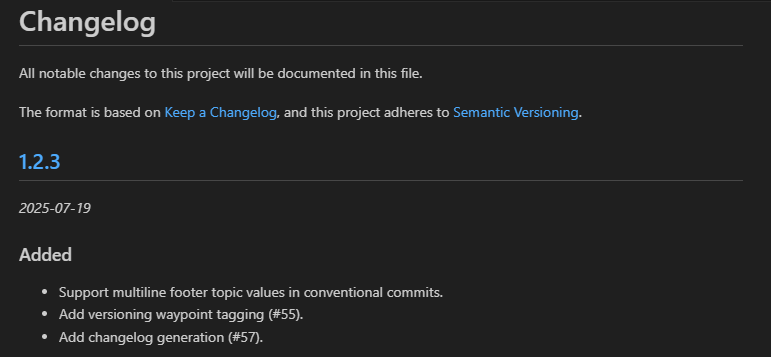 Changelog
All notable changes to this project will be documented in this file.
The format is based on Keep a Changelog, and this project adheres to Semantic Versioning.
1.2.3
2025-07-19
Added
• Support multiline footer topic values in conventional commits.
• Add versioning waypoint tagging (#55).
• Add changelog generation (#57).